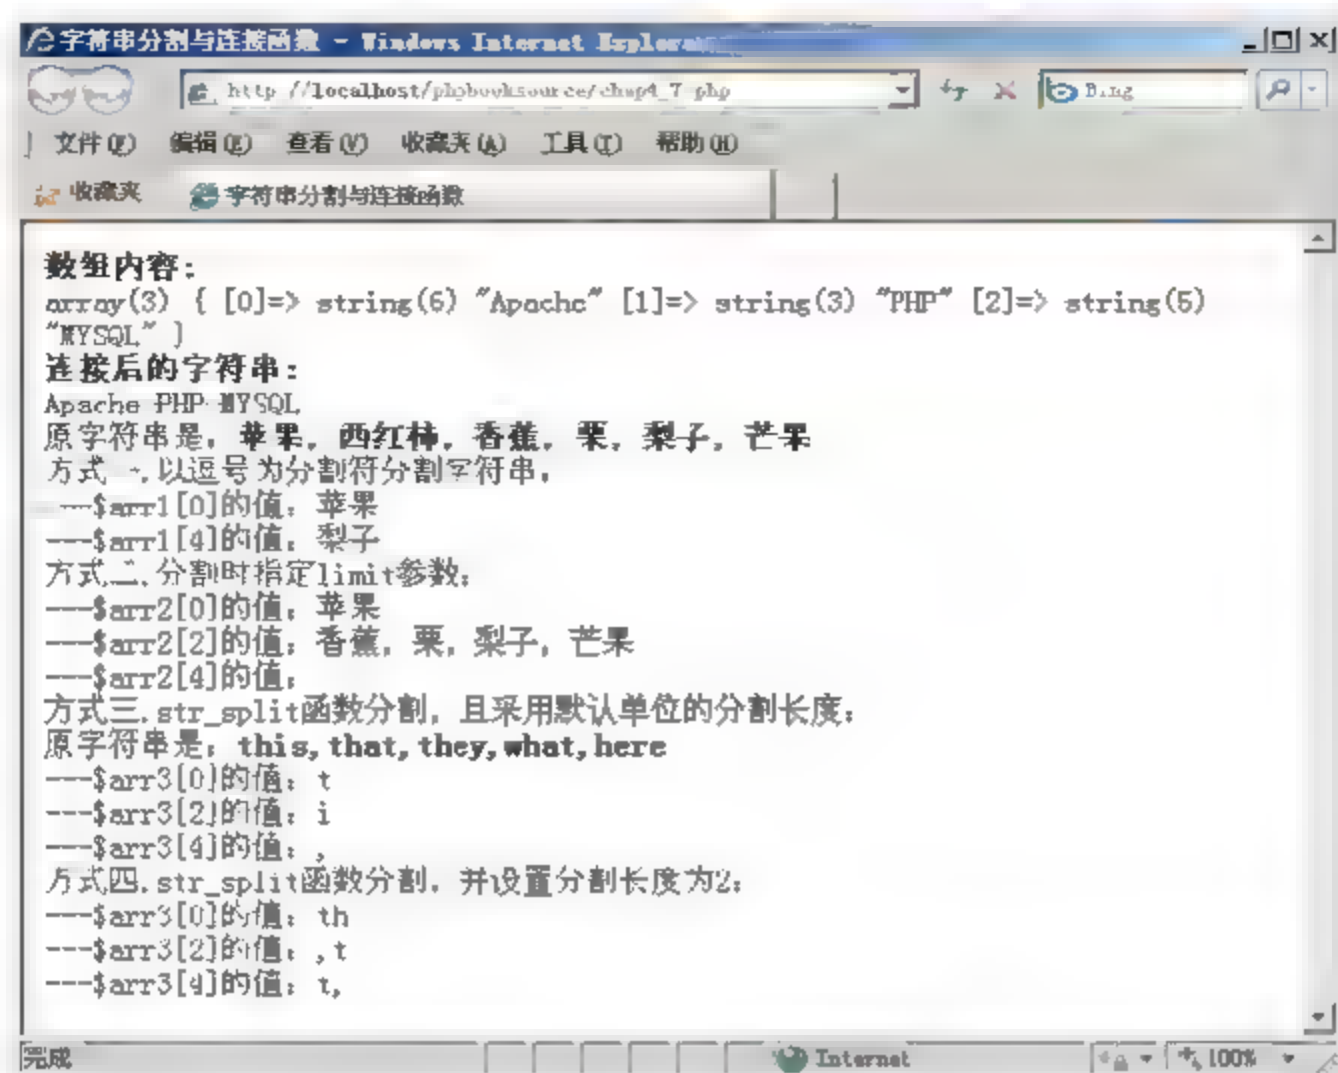 字符串分割与连接函数 - Windows Internet Explorer
http://localhost/phpbooksource/chap4_7.php
Bing
文件(F) 编辑(E) 查看(V) 收藏夹(A) 工具(T) 帮助(H)
收藏夹 字符串分割与连接函数
数组内容:
array(3) { [0]=> string(6) "Apache" [1]=> string(3) "PHP" [2]=> string(5)
"MYSQL" }
连接后的字符串:
Apache PHP MYSQL
原字符串是: 苹果, 西红柿, 香蕉, 栗, 梨子, 芒果
方式一.以逗号为分割符分割字符串:
---$arr1[0]的值: 苹果
---$arr1[4]的值: 梨子
方式二.分割时指定limit参数:
---$arr2[0]的值: 苹果
---$arr2[2]的值: 香蕉, 栗, 梨子, 芒果
---$arr2[4]的值:
方式三.str_split函数分割, 且采用默认单位的分割长度:
原字符串是: this,that,they,what,here
---$arr3[0]的值: t
---$arr3[2]的值: i
---$arr3[4]的值: ,
方式四.str_split函数分割, 并设置分割长度为2:
---$arr3[0]的值: th
---$arr3[2]的值: ,t
---$arr3[4]的值: t,
完成 Internet 100%